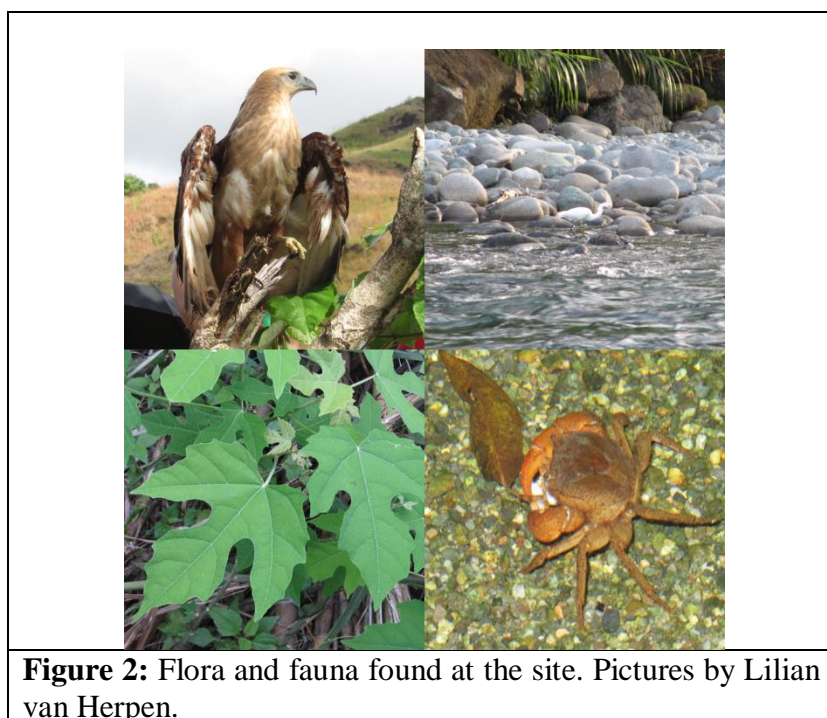 Figure 2: Flora and fauna found at the site. Pictures by Lilian
van Herpen.